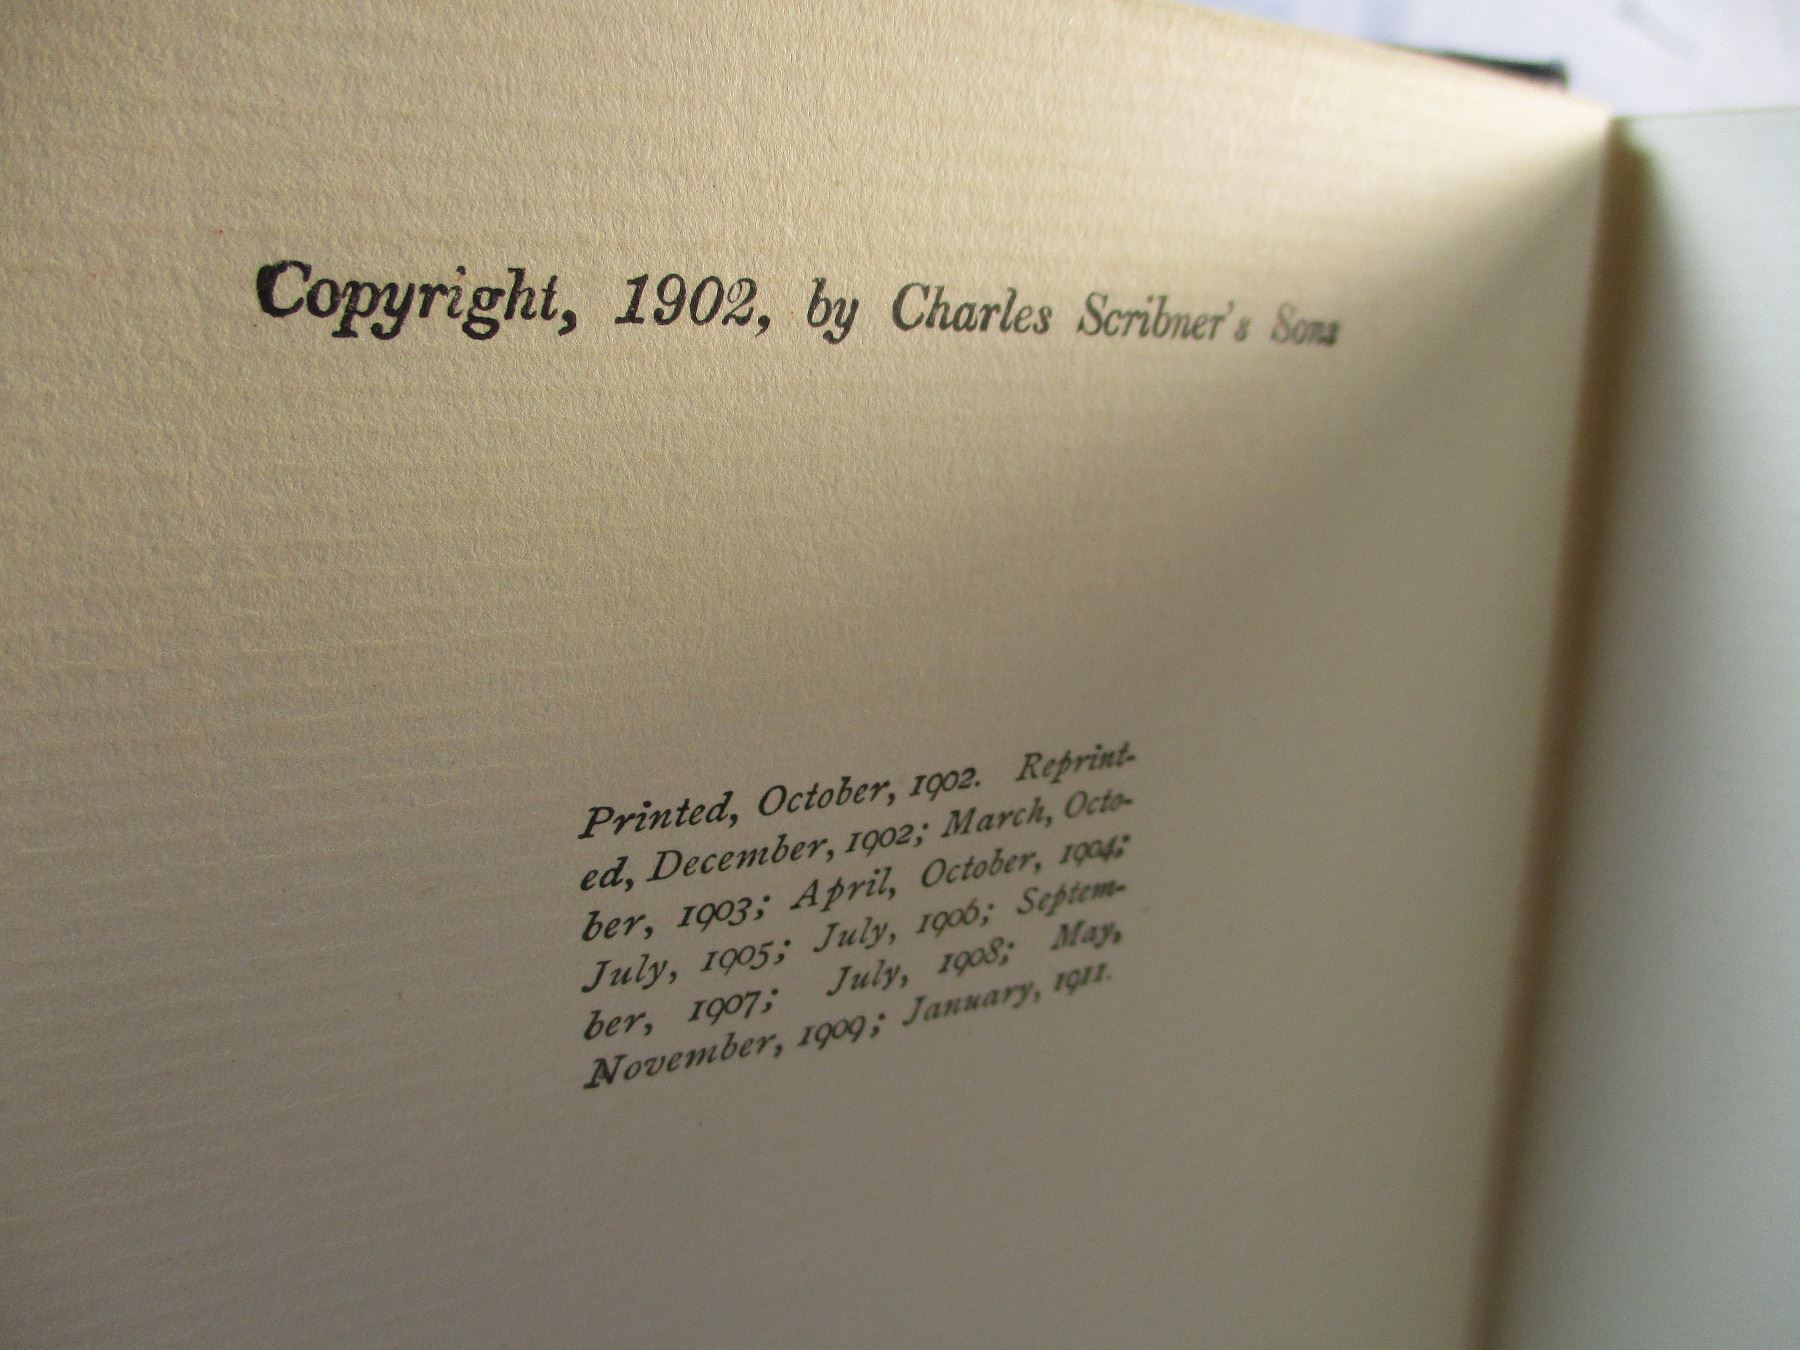 Copyright, 1902, by Charles Scribner's Sons
Printed, October, 1902. Reprint-
ed, December, 1902; March, Octo-
ber, 1903; April, October, 1904;
July, 1905; July, 1906; Septem-
ber, 1907; July, 1908; May,
November, 1909; January, 1911.